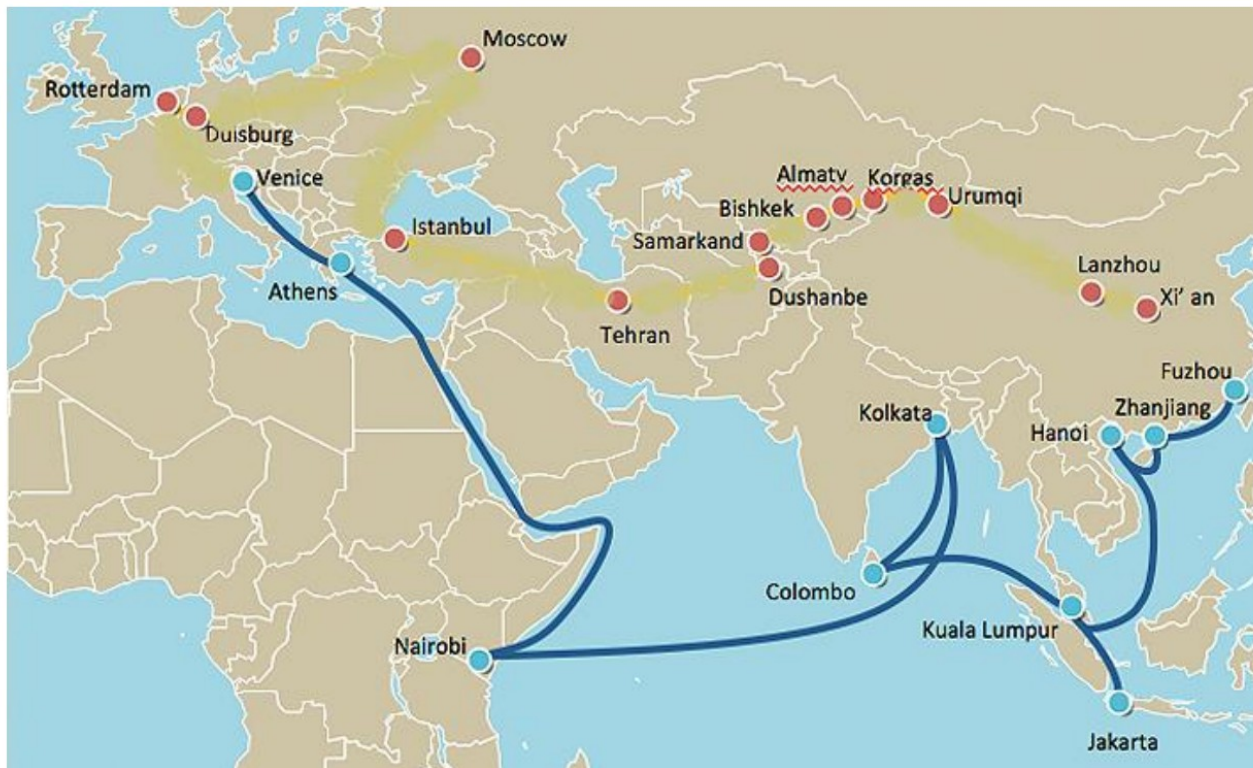 Moscow
Rotterdam
Duisburg
Venice
Almatv
Korgas
Urumqi
Bishkek
Istanbul
Samarkand
Athens
Lanzhou
Dushanbe
Xi' an
Tehran
Fuzhou
Kolkata
Zhanjiang
Hanoi
Colombo
Kuala Lumpur
Nairobi
Jakarta